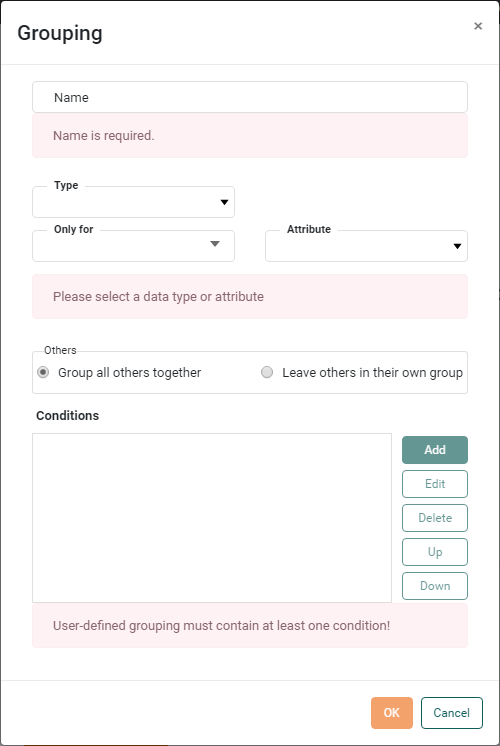 Grouping
×
Name
Name is required.
Type
Only for
Attribute
Please select a data type or attribute
Others
Group all others together
Leave others in their own group
Conditions
Add
Edit
Delete
Up
Down
User-defined grouping must contain at least one condition!
OK
Cancel